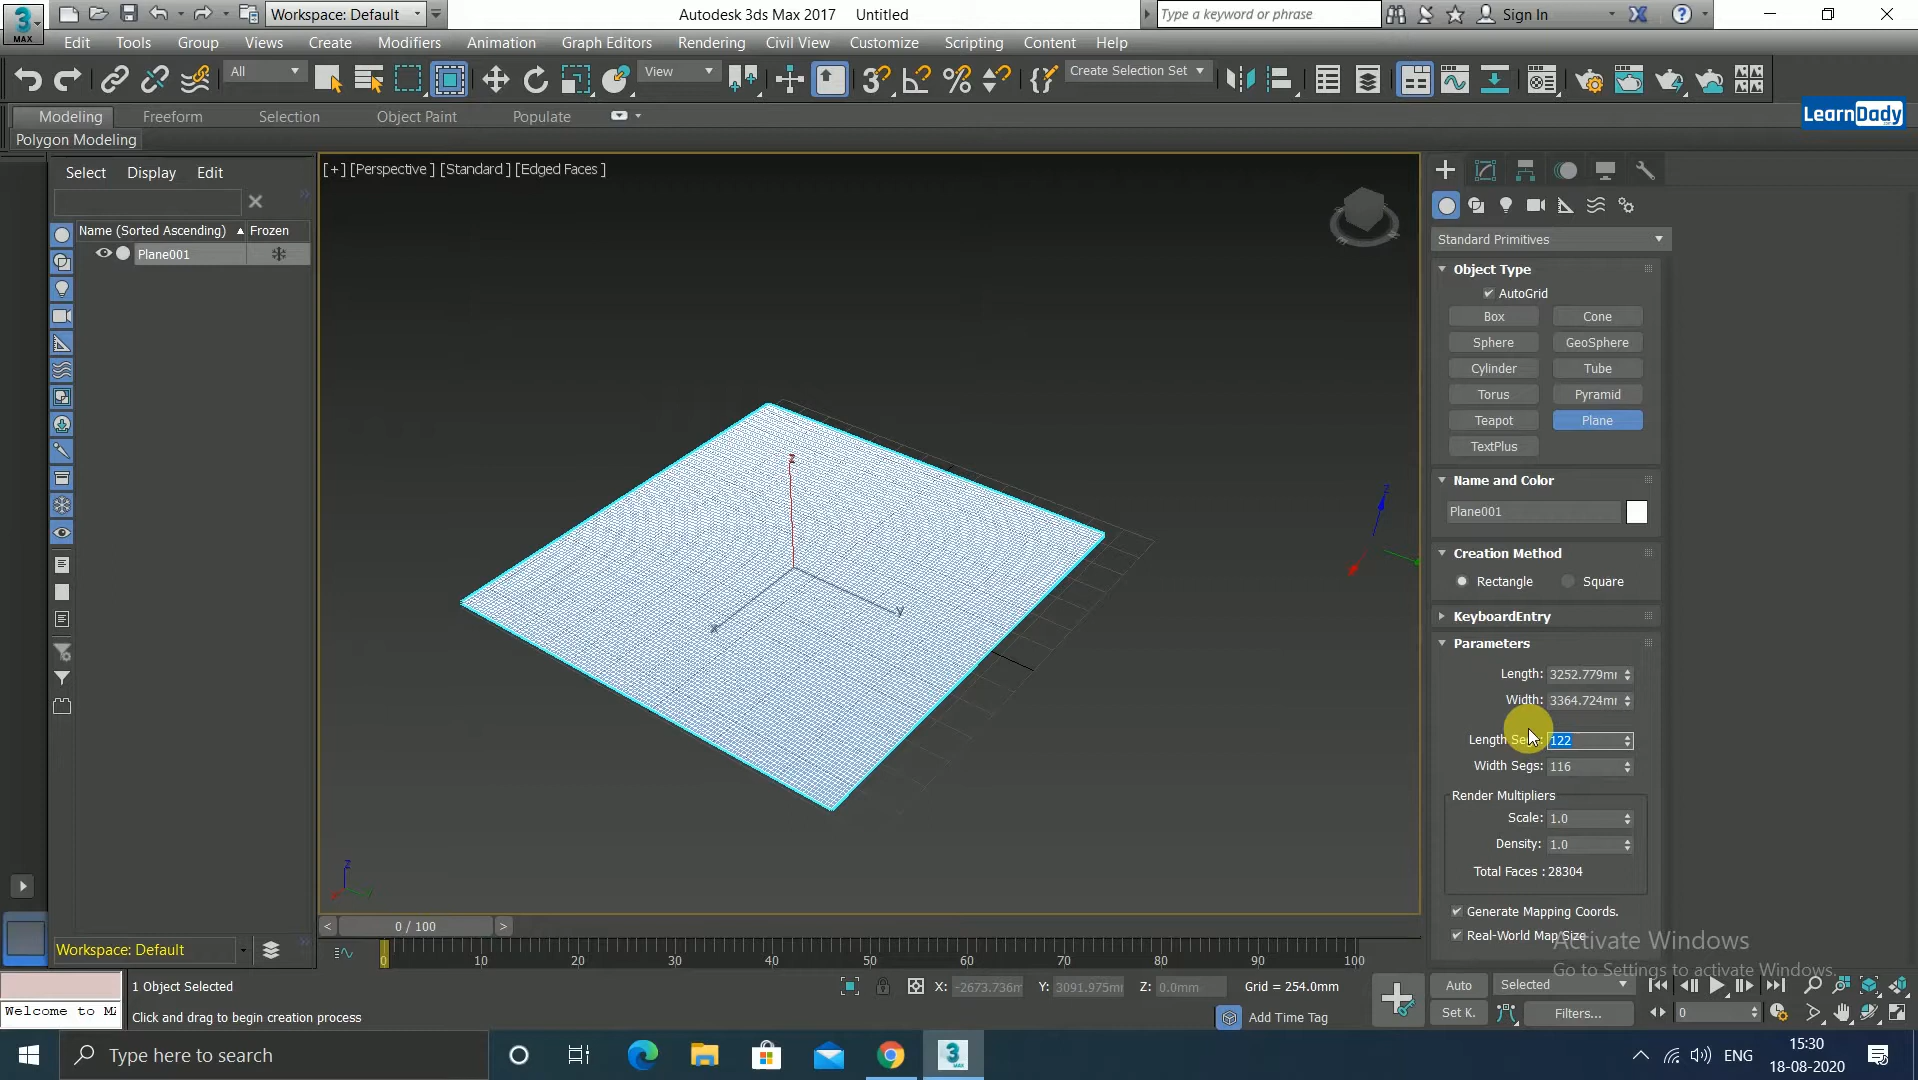 Workspace: Default
Autodesk 3ds Max 2017 Untitled
Type a keyword or phrase
Sign In
3
MAX
Edit Tools Group Views Create Modifiers Animation Graph Editors Rendering Civil View Customize Scripting Content Help
All
View
Create Selection Set
Modeling Freeform Selection Object Paint Populate
LearnDady
Polygon Modeling
Select Display Edit
[+] [Perspective ] [Standard ] [Edged Faces ]
Name (Sorted Ascending) Frozen
Plane001
Standard Primitives
Object Type
AutoGrid
Box Cone
Sphere GeoSphere
Cylinder Tube
Torus Pyramid
Teapot Plane
TextPlus
Name and Color
Plane001
Creation Method
Rectangle Square
KeyboardEntry
Parameters
Length: 3252.779mr
Width: 3364.724mr
Length 122
Width Segs: 116
Render Multipliers
Scale: 1.0
Density: 1.0
Total Faces : 28304
Generate Mapping Coords.
Real-World Map Size
z
x
y
z
z
Activate Windows
Go to Settings to activate Windows.
< 0 / 100 >
Workspace: Default
0 10 20 30 40 50 60 70 80 90 100
1 Object Selected
X: -2673.736m Y: 3091.975mr Z: 0.0mm Grid = 254.0mm
Auto Selected
Welcome to MA
Click and drag to begin creation process
Add Time Tag
Set K. Filters... 0
Type here to search
3
ENG
15:30
18-08-2020